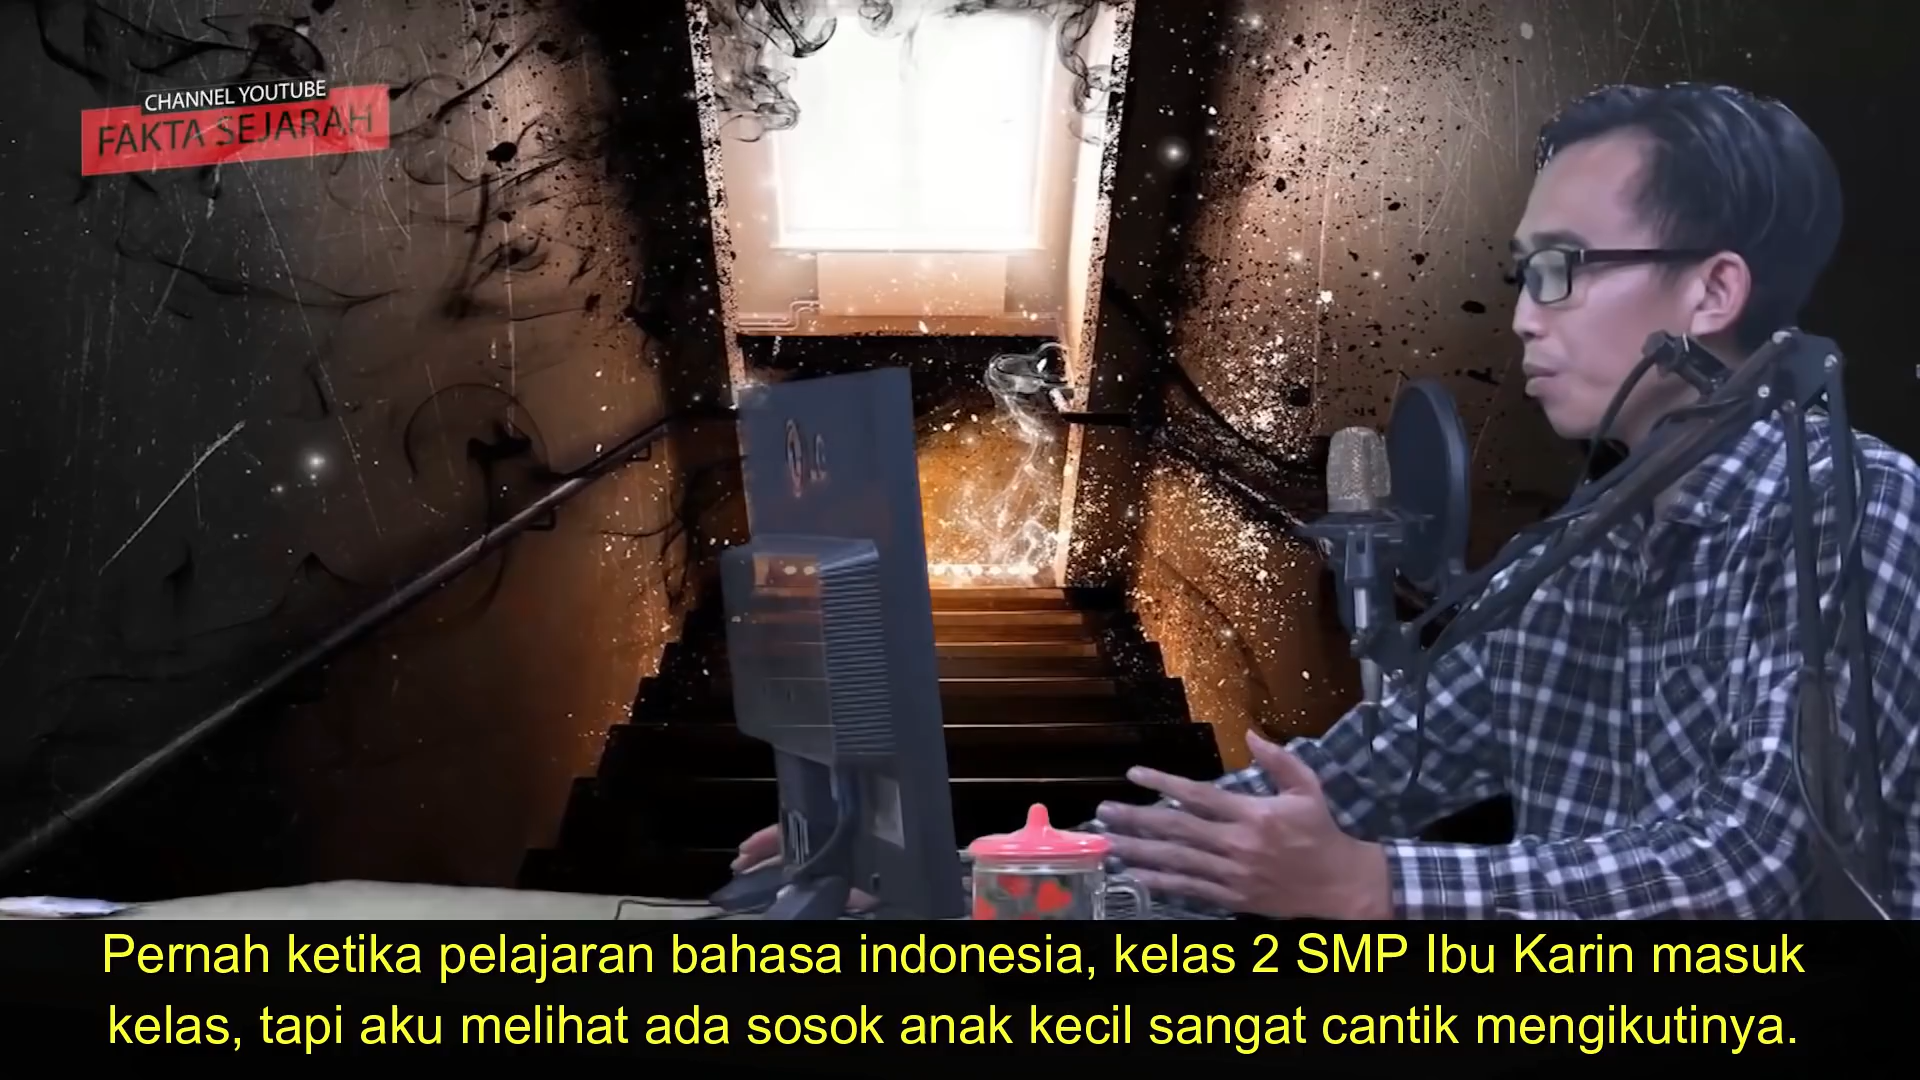 CHANNEL YOUTUBE
FAKTA SEJARAH
LG
Pernah ketika pelajaran bahasa indonesia, kelas 2 SMP Ibu Karin masuk
kelas, tapi aku melihat ada sosok anak kecil sangat cantik mengikutinya.